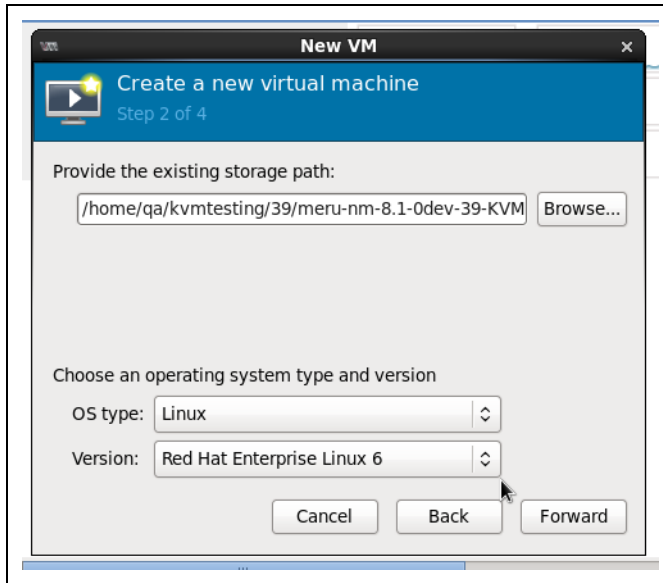 New VM
Create a new virtual machine
Step 2 of 4
Provide the existing storage path:
/home/qa/kvmtesting/39/meru-nm-8.1-0dev-39-KVM Browse...
Choose an operating system type and version
OS type: Linux
Version: Red Hat Enterprise Linux 6
Cancel Back Forward